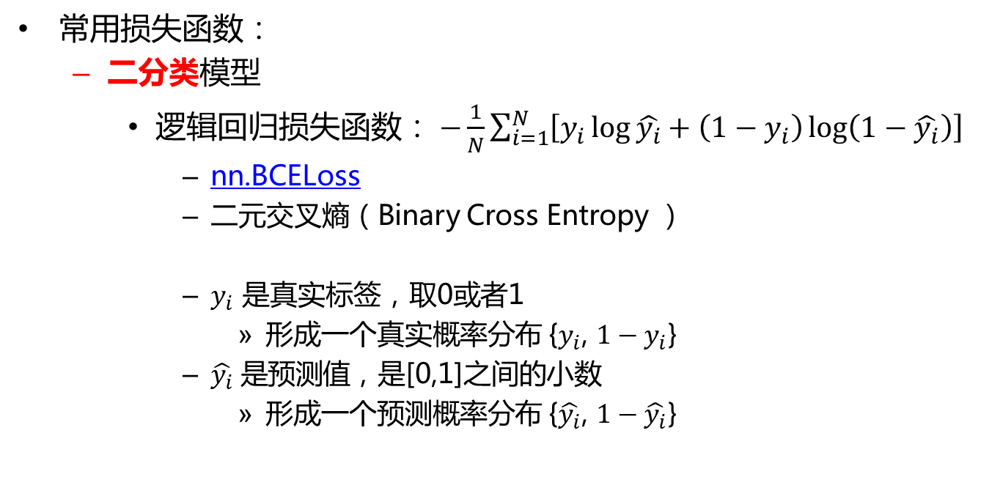 • 常用损失函数：
– 二分类模型
• 逻辑回归损失函数： $-\frac{1}{N}\sum_{i=1}^{N}[y_i \log \widehat{y_i} + (1 - y_i) \log(1 - \widehat{y_i})]$
– nn.BCELoss
– 二元交叉熵（Binary Cross Entropy ）
– $y_i$ 是真实标签，取0或者1
» 形成一个真实概率分布 {$y_i$, $1 - y_i$}
– $\widehat{y_i}$ 是预测值，是[0,1]之间的小数
» 形成一个预测概率分布 {$\widehat{y_i}$, $1 - \widehat{y_i}$}